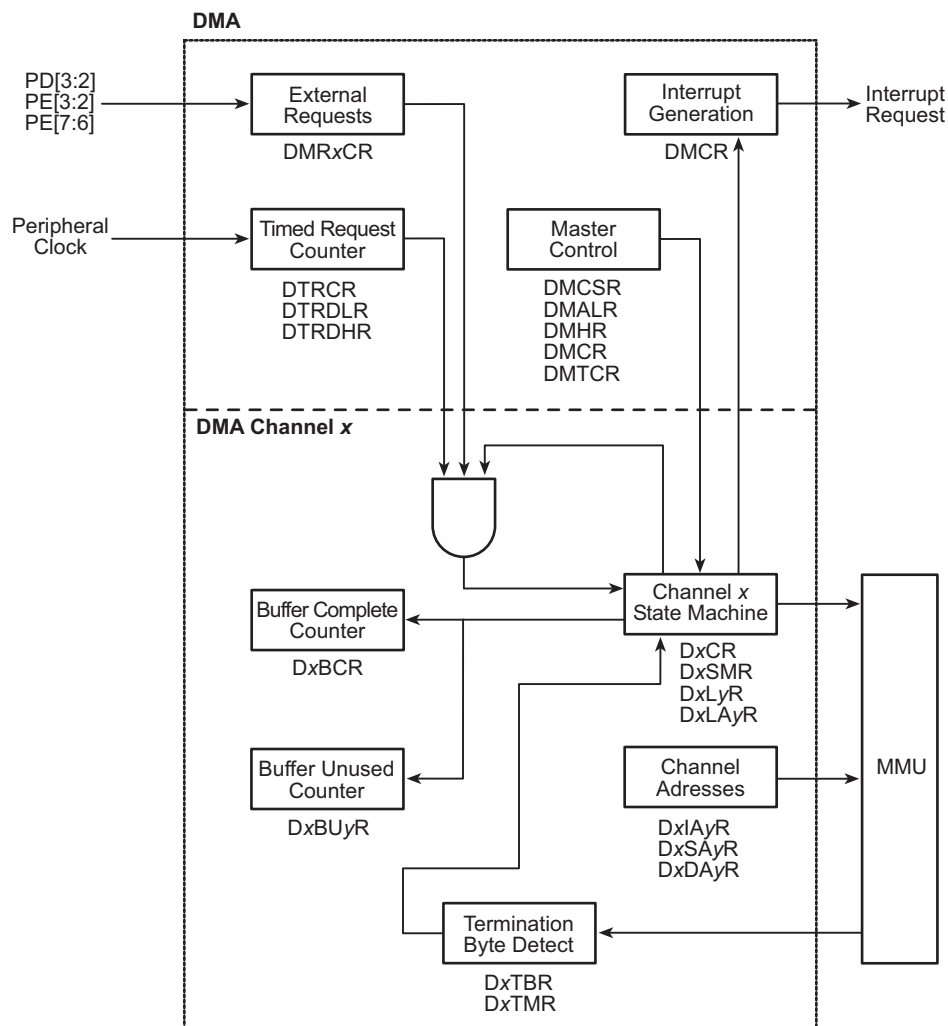 DMA
PD[3:2]
PE[3:2]
PE[7:6]
External
Requests
DMRxCR
Interrupt
Generation
DMCR
Interrupt
Request
Peripheral
Clock
Timed Request
Counter
DTRCR
DTRDLR
DTRDHR
Master
Control
DMCSR
DMALR
DMHR
DMCR
DMTCR
DMA Channel x
Channel x
State Machine
DxCR
DxSMR
DxLyR
DxLAyR
Buffer Complete
Counter
DxBCR
Buffer Unused
Counter
DxBUyR
Channel
Adresses
DxIAyR
DxSAyR
DxDAyR
MMU
Termination
Byte Detect
DxTBR
DxTMR